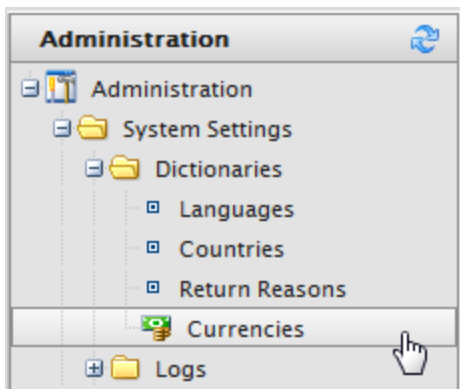 Administration
Administration
System Settings
Dictionaries
Languages
Countries
Return Reasons
Currencies
Logs